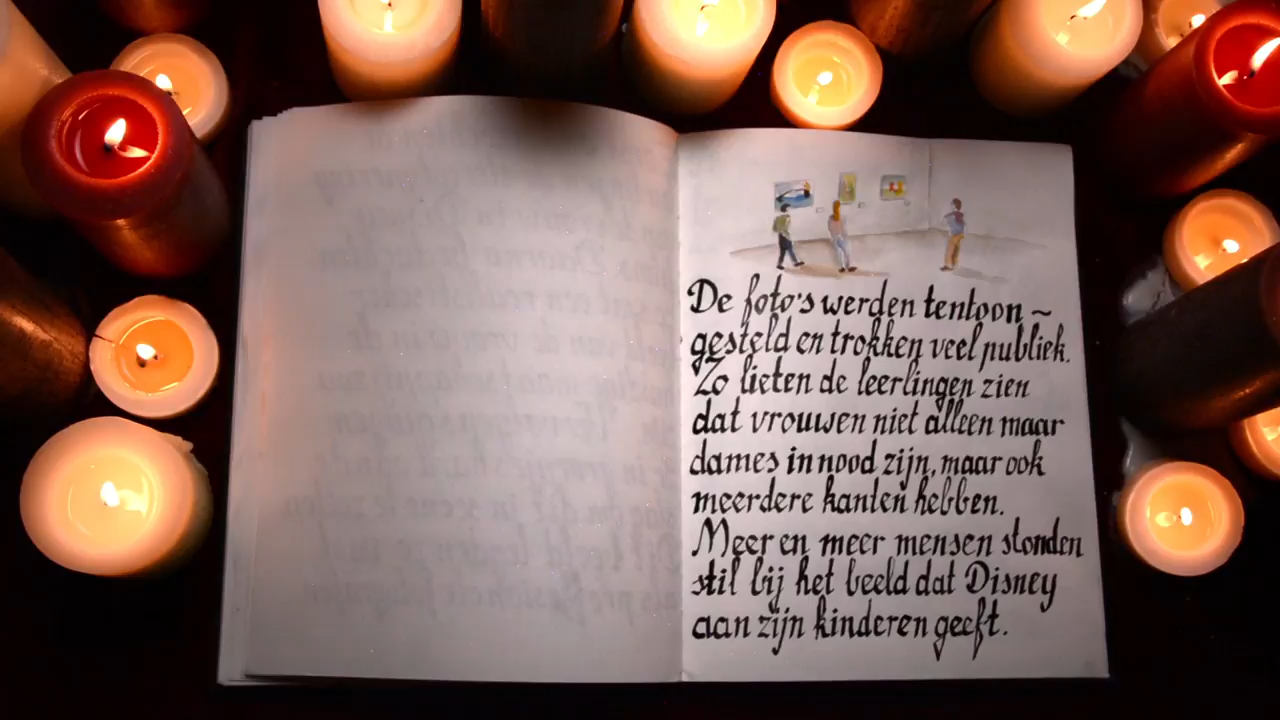 De foto's werden tentoon ~
gesteld en trokken veel publiek.
Zo lieten de leerlingen zien
dat vrouwen niet alleen maar
dames in nood zijn, maar ook
meerdere kanten hebben.
Meer en meer mensen stonden
stil bij het beeld dat Disney
aan zijn kinderen geeft.